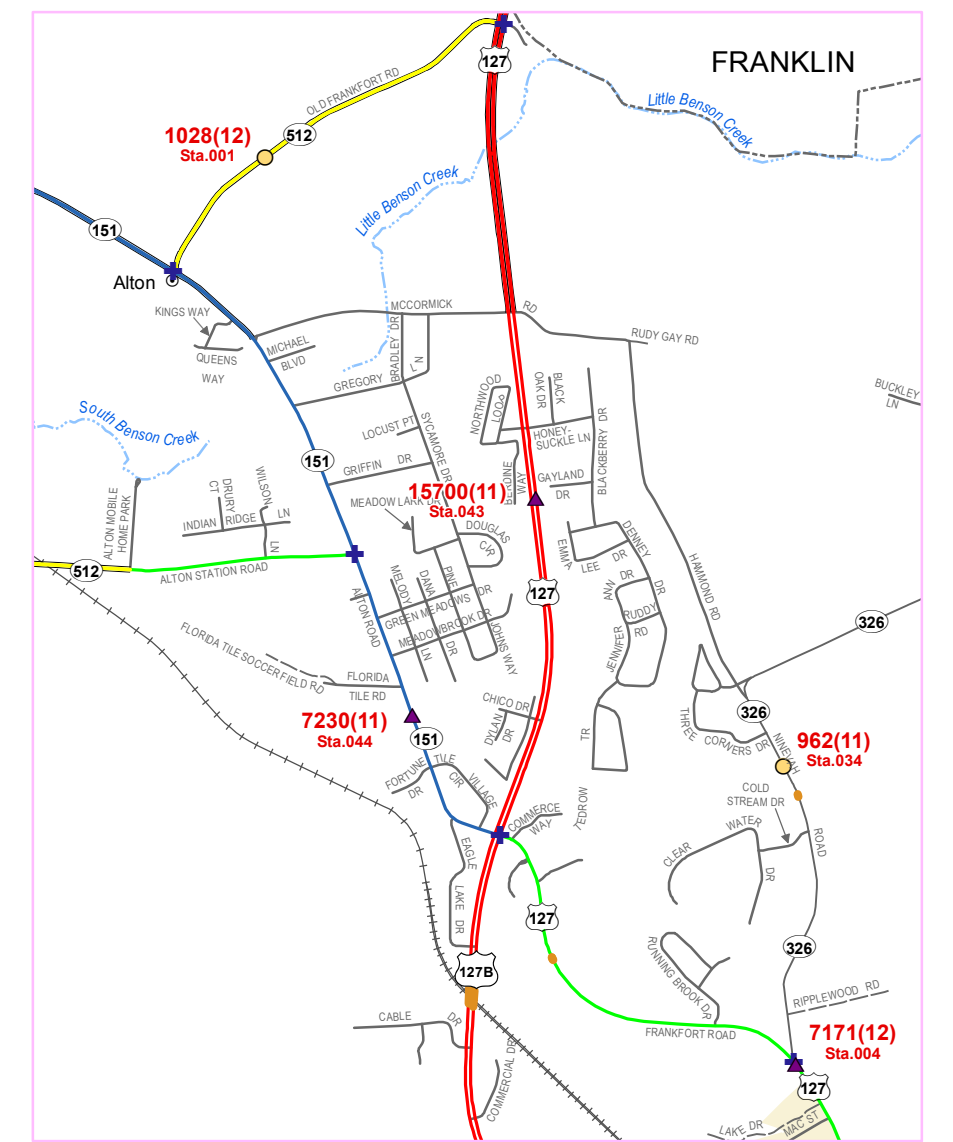 FRANKLIN
127
OLD FRANKFORT RD
Little Benson Creek
1028(12)
Sta.001
512
Little Benson Creek
151
Alton
KINGS WAY
QUEENS
WAY
MICHAEL
BLVD
MCCORMICK
RD
RUDY GAY RD
BRADLEY DR
LN
GREGORY
BUCKLEY
LN
South Benson Creek
NORTHWOOD
LOOP
OAK DR
BLACK
HONEY-
SUCKLE LN
BLACKBERRY DR
LOCUST PT
SYCAMORE DR
151
GRIFFIN DR
WAY
GAYLAND
DR
15700(11)
Sta.043
MEADOW LARK DR
DOUGLAS
CIR
ALTON MOBILE
HOME PARK
DRURY
CT
WILSON
LN
INDIAN RIDGE LN
512
ALTON STATION ROAD
ALTON ROAD
EMMA
LEE DR
DENNEY
DR
ANN DR
RUDDY
RD
JENNIFER
HAMMOND RD
127
MELODY
LN
DANA
DR
PINE
GREEN MEADOWS DR
MEADOWBROOK DR
JOHNS WAY
326
FLORIDA TILE SOCCER FIELD RD
FLORIDA
TILE RD
7230(11)
Sta.044
151
CHICO DR
DYLAN
DR
TR
TEDROW
THREE
CORNERS DR
326
NINEVAH
ROAD
962(11)
Sta.034
FORTUNE
DR
TILE
CIR
VILLAGE
COMMERCE
WAY
COLD
STREAM DR
CLEAR
WATER
DR
EAGLE
LAKE DR
127
127B
326
RUNNING BROOK DR
RIPPLEWOOD RD
CABLE
DR
COMMERCIAL DR
FRANKFORT ROAD
7171(12)
Sta.004
127
LAKE DR
MAC ST